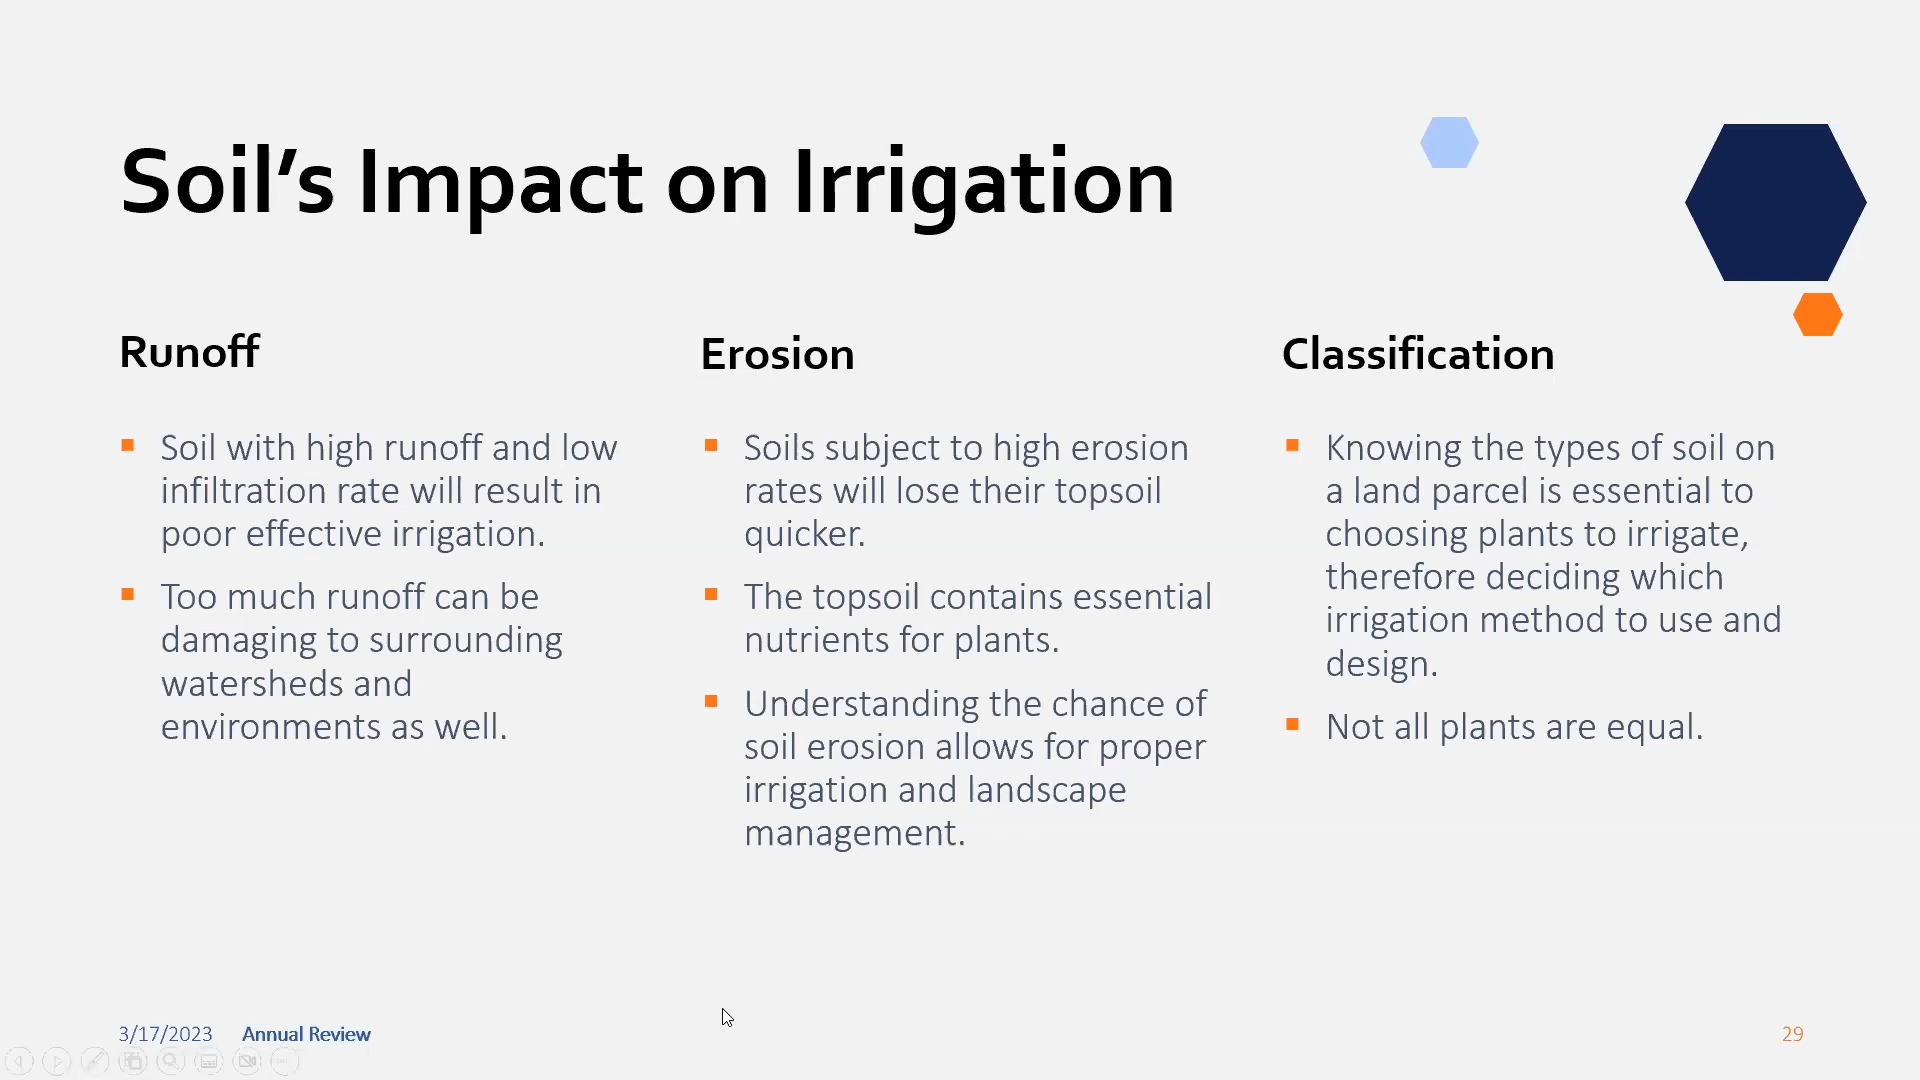 Soil’s Impact on Irrigation
Runoff
Soil with high runoff and low
infiltration rate will result in
poor effective irrigation.
Too much runoff can be
damaging to surrounding
watersheds and
environments as well.
Erosion
Soils subject to high erosion
rates will lose their topsoil
quicker.
The topsoil contains essential
nutrients for plants.
Understanding the chance of
soil erosion allows for proper
irrigation and landscape
management.
Classification
Knowing the types of soil on
a land parcel is essential to
choosing plants to irrigate,
therefore deciding which
irrigation method to use and
design.
Not all plants are equal.
3/17/2023 Annual Review
29